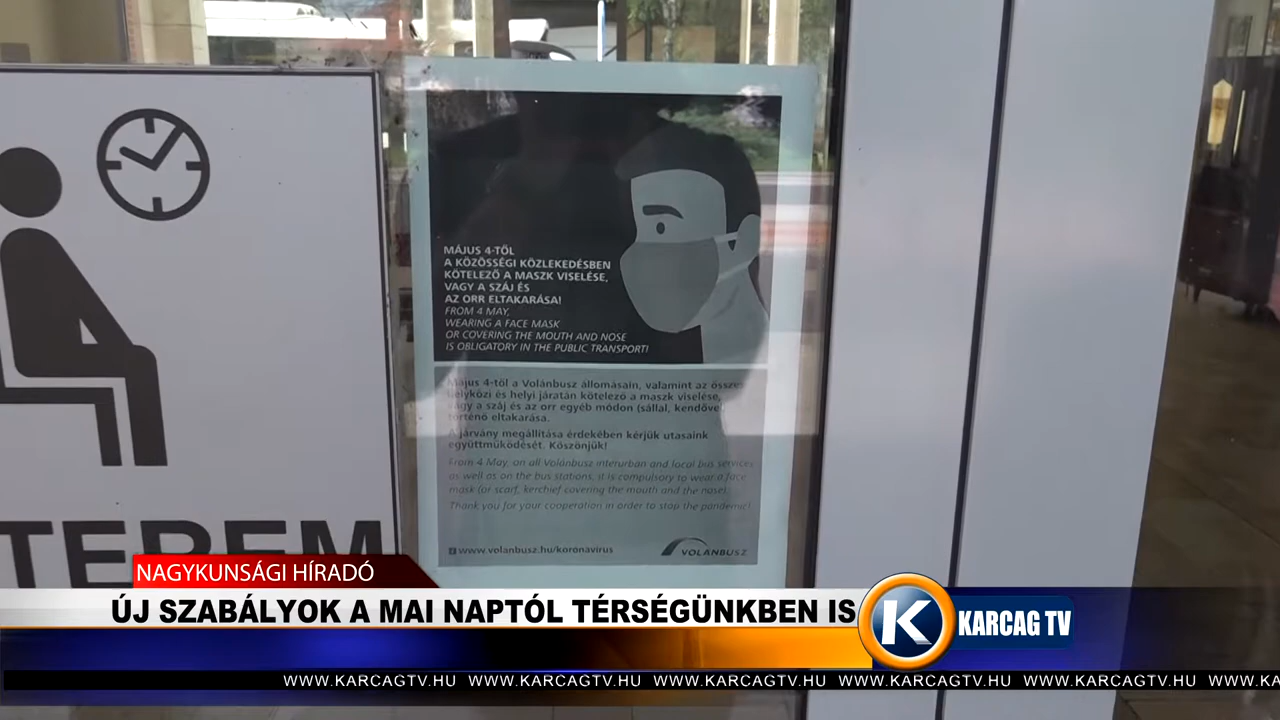 MÁJUS 4-TŐL
A KÖZÖSSÉGI KÖZLEKEDÉSBEN
KÖTELEZŐ A MASZK VISELÉSE,
VAGY A SZÁJ ÉS
AZ ORR ELTAKARÁSA!
FROM 4 MAY,
WEARING A FACE MASK
OR COVERING THE MOUTH AND NOSE
IS OBLIGATORY IN THE PUBLIC TRANSPORT!
Május 4-től a Volánbusz állomásain, valamint az összes
helyközi és helyi járatán kötelező a maszk viselése,
vagy a száj és az orr egyéb módon (sállal, kendővel)
történő eltakarása.
A járvány megállítása érdekében kérjük utasaink
együttműködését. Köszönjük!
From 4 May, on all Volánbusz interurban and local bus services
as well as on the bus stations, it is compulsory to wear a face
mask (or scarf, kerchief covering the mouth and the nose).
Thank you for your cooperation in order to stop the pandemic!
www.volanbusz.hu/koronavirus
VOLÁNBUSZ
TEREM
NAGYKUNSÁGI HÍRADÓ
ÚJ SZABÁLYOK A MAI NAPTÓL TÉRSÉGÜNKBEN IS
K KARCAG TV
WWW.KARCAGTV.HU WWW.KARCAGTV.HU WWW.KARCAGTV.HU WWW.KARCAGTV.HU WWW.KARCAGTV.HU WWW.K